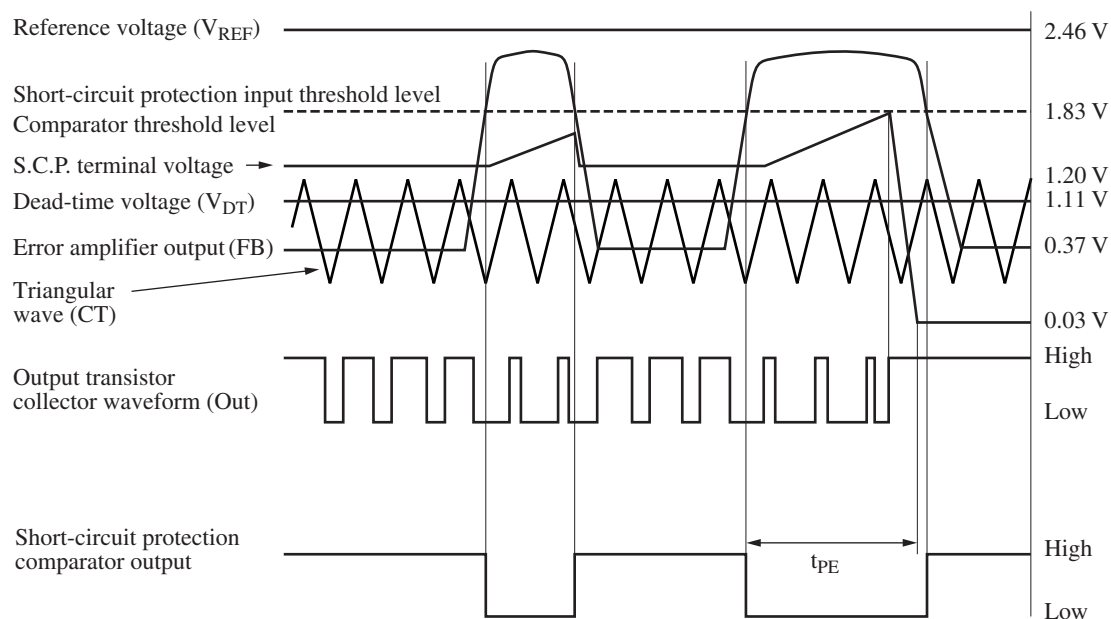 Reference voltage (VREF)
2.46 V
Short-circuit protection input threshold level
1.83 V
Comparator threshold level
S.C.P. terminal voltage
1.20 V
Dead-time voltage (VDT)
1.11 V
Error amplifier output (FB)
0.37 V
Triangular
wave (CT)
0.03 V
High
Output transistor
collector waveform (Out)
Low
Short-circuit protection
comparator output
High
tPE
Low